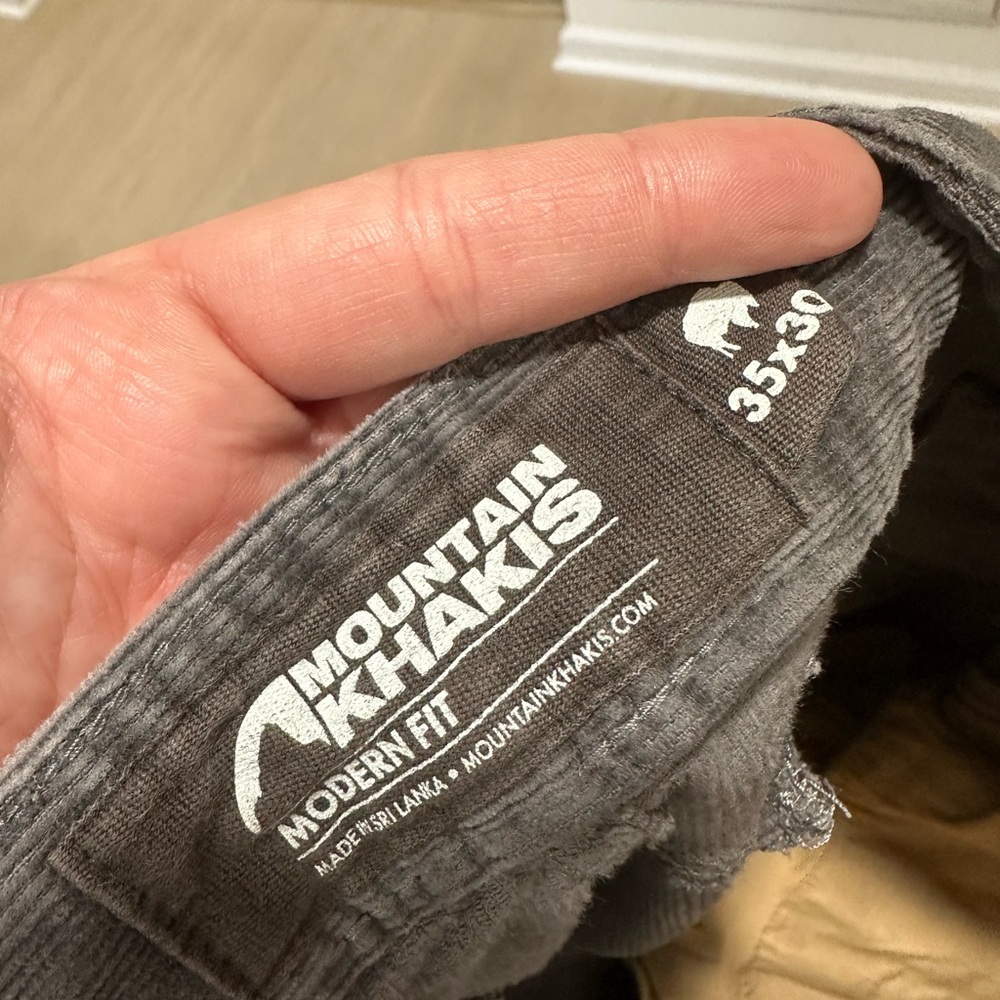 35x30
MOUNTAIN
KHAKIS
MODERN FIT
MADE IN SRI LANKA • MOUNTAINKHAKIS.COM